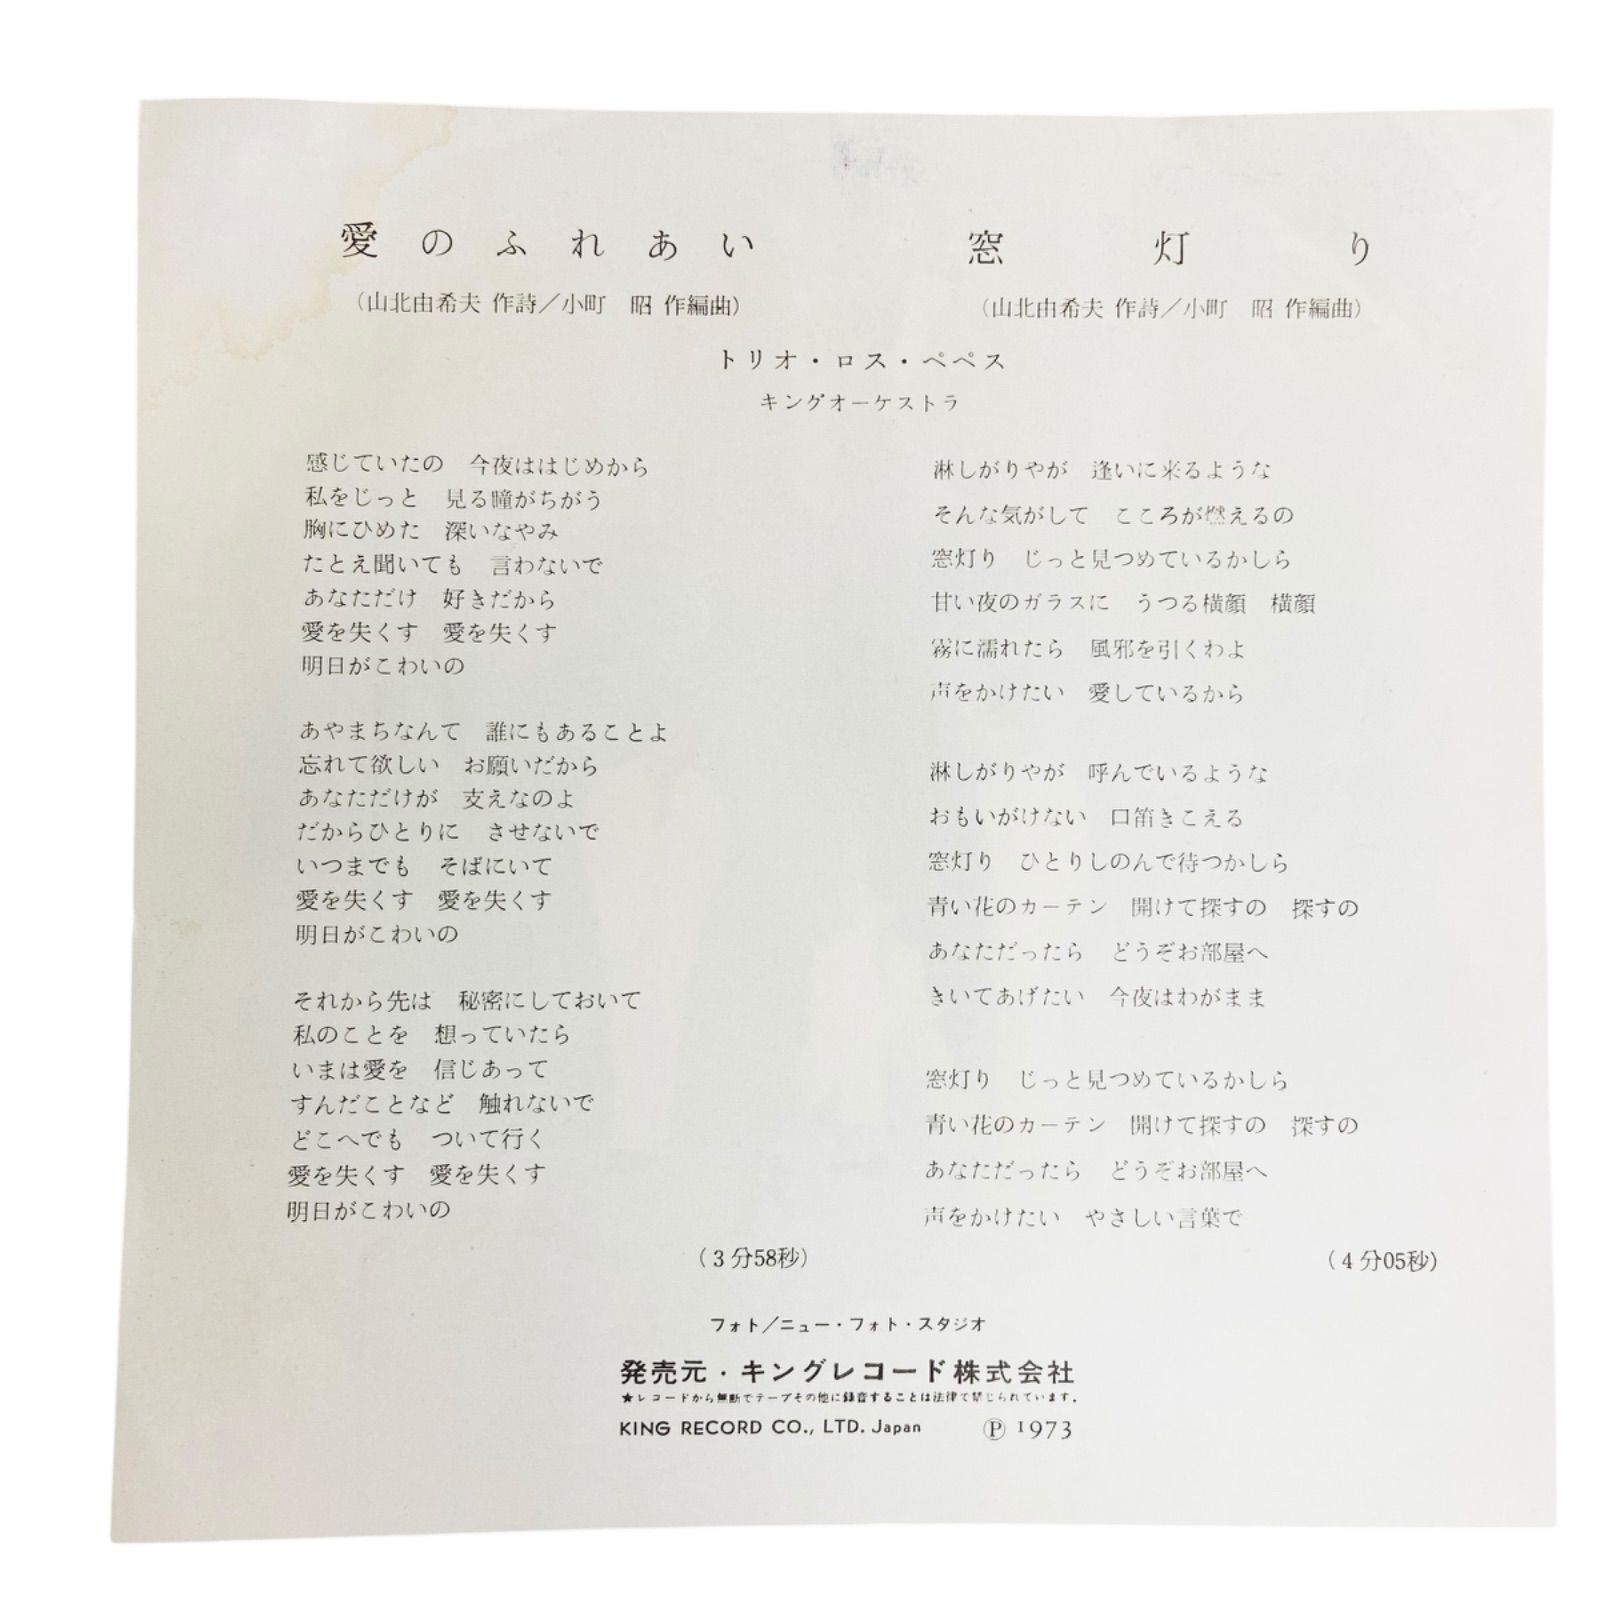 愛のふれあい
(山北由希夫 作詩/小町 昭 作編曲)
窓灯り
(山北由希夫 作詩/小町 昭 作編曲)
トリオ・ロス・ペペス
キングオーケストラ
感じていたの 今夜ははじめから
私をじっと 見る瞳がちがう
胸にひめた 深いなやみ
たとえ聞いても 言わないで
あなただけ 好きだから
愛を失くす 愛を失くす
明日がこわいの
あやまちなんて 誰にもあることよ
忘れて欲しい お願いだから
あなただけが 支えなのよ
だからひとりに させないで
いつまでも そばにいて
愛を失くす 愛を失くす
明日がこわいの
それから先は 秘密にしておいて
私のことを 想っていたら
いまは愛を 信じあって
すんだことなど 触れないで
どこへでも ついて行く
愛を失くす 愛を失くす
明日がこわいの
(3分58秒)
淋しがりやが 逢いに来るような
そんな気がして こころが燃えるの
窓灯り じっと見つめているかしら
甘い夜のガラスに うつる横顔 横顔
霧に濡れたら 風邪を引くわよ
声をかけたい 愛しているから
淋しがりやが 呼んでいるような
おもいがけない 口笛きこえる
窓灯り ひとりしのんで待つかしら
青い花のカーテン 開けて探すの 探すの
あなただったら どうぞお部屋へ
きいてあげたい 今夜はわがまま
窓灯り じっと見つめているかしら
青い花のカーテン 開けて探すの 探すの
あなただったら どうぞお部屋へ
声をかけたい やさしい言葉で
(4分05秒)
フォト/ニュー・フォト・スタジオ
発売元・キングレコード株式会社
★レコードから無断でテープその他に録音することは法律で禁じられています。
KING RECORD CO., LTD. Japan Ⓟ 1973